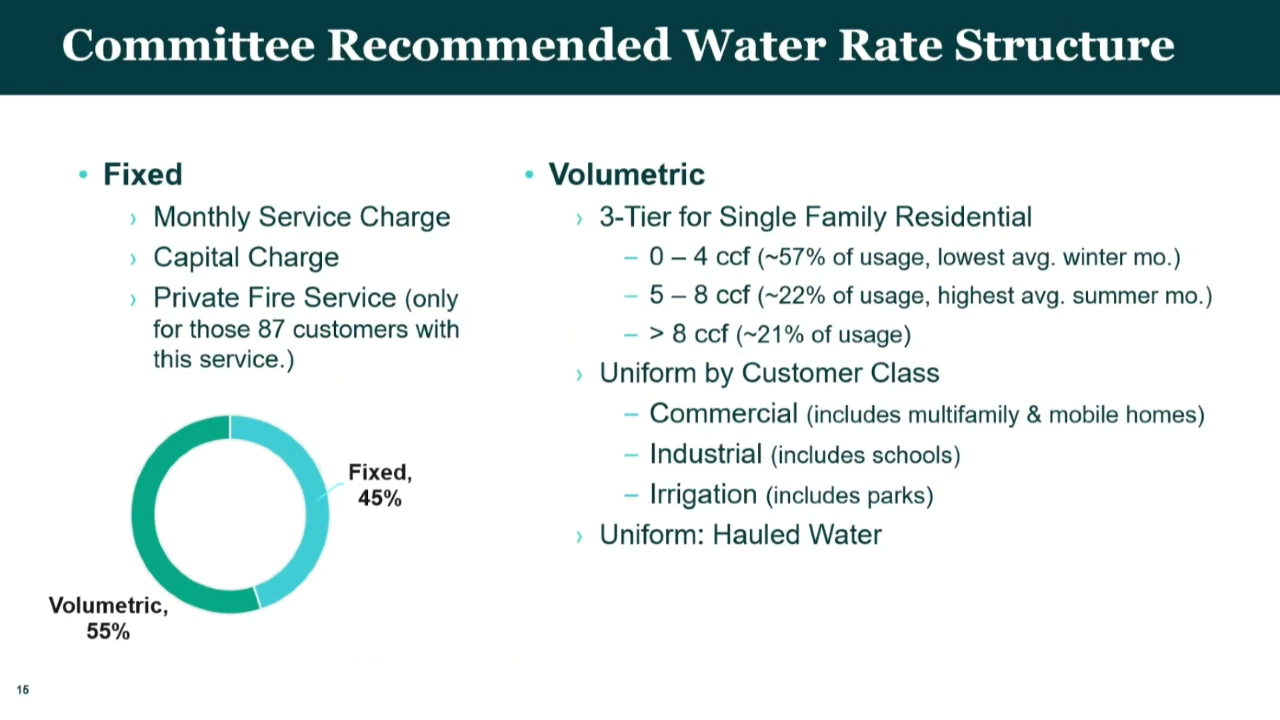 Committee Recommended Water Rate Structure
• Fixed
› Monthly Service Charge
› Capital Charge
› Private Fire Service (only
for those 87 customers with
this service.)
Fixed,
45%
Volumetric,
55%
• Volumetric
› 3-Tier for Single Family Residential
– 0 – 4 ccf (~57% of usage, lowest avg. winter mo.)
– 5 – 8 ccf (~22% of usage, highest avg. summer mo.)
– > 8 ccf (~21% of usage)
› Uniform by Customer Class
– Commercial (includes multifamily & mobile homes)
– Industrial (includes schools)
– Irrigation (includes parks)
› Uniform: Hauled Water
15